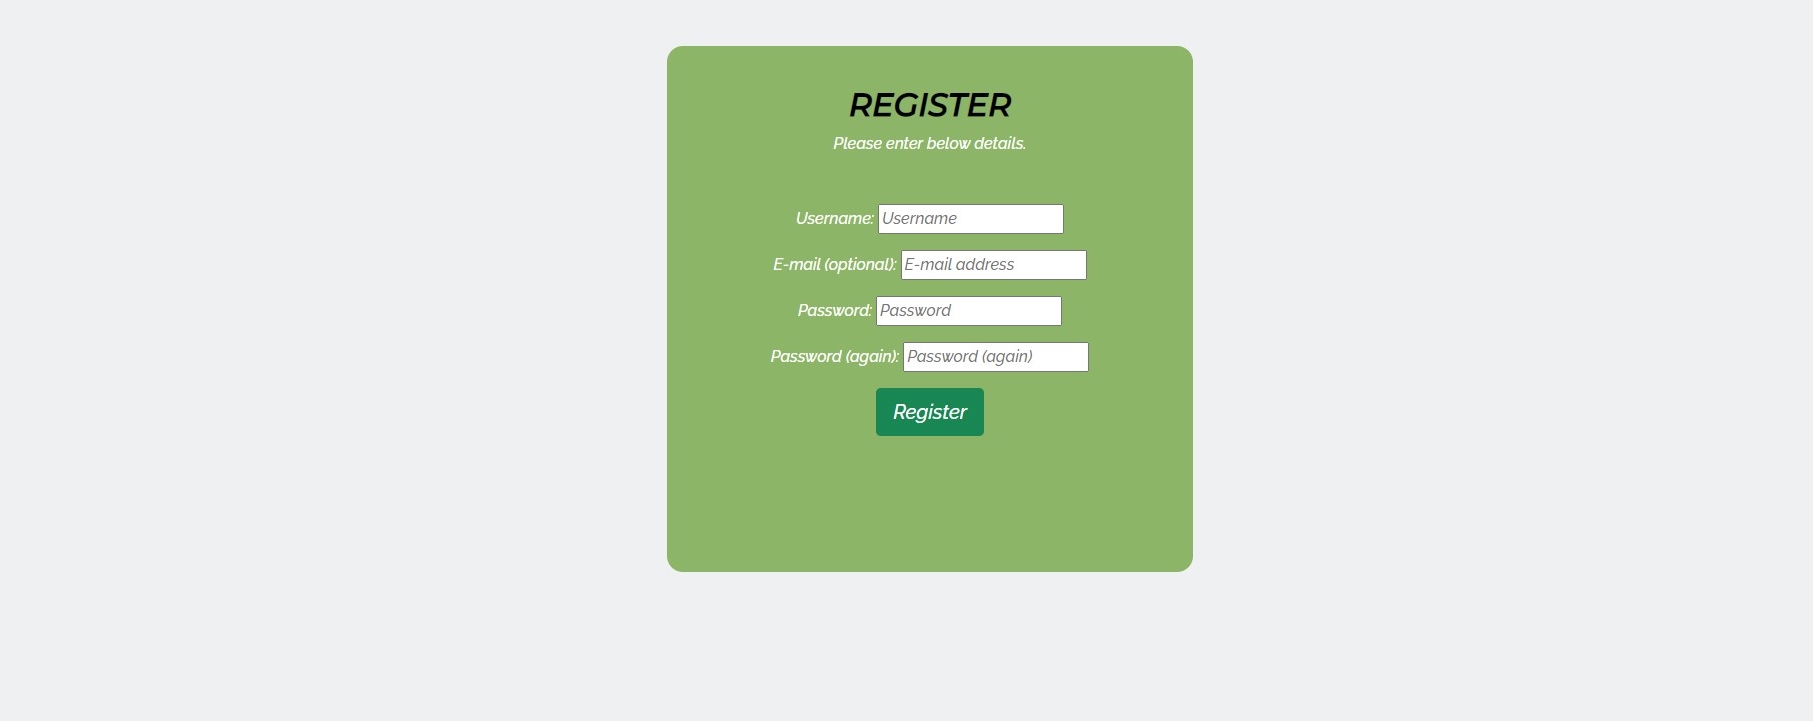 REGISTER
Please enter below details.
Username: Username
E-mail (optional): E-mail address
Password: Password
Password (again): Password (again)
Register